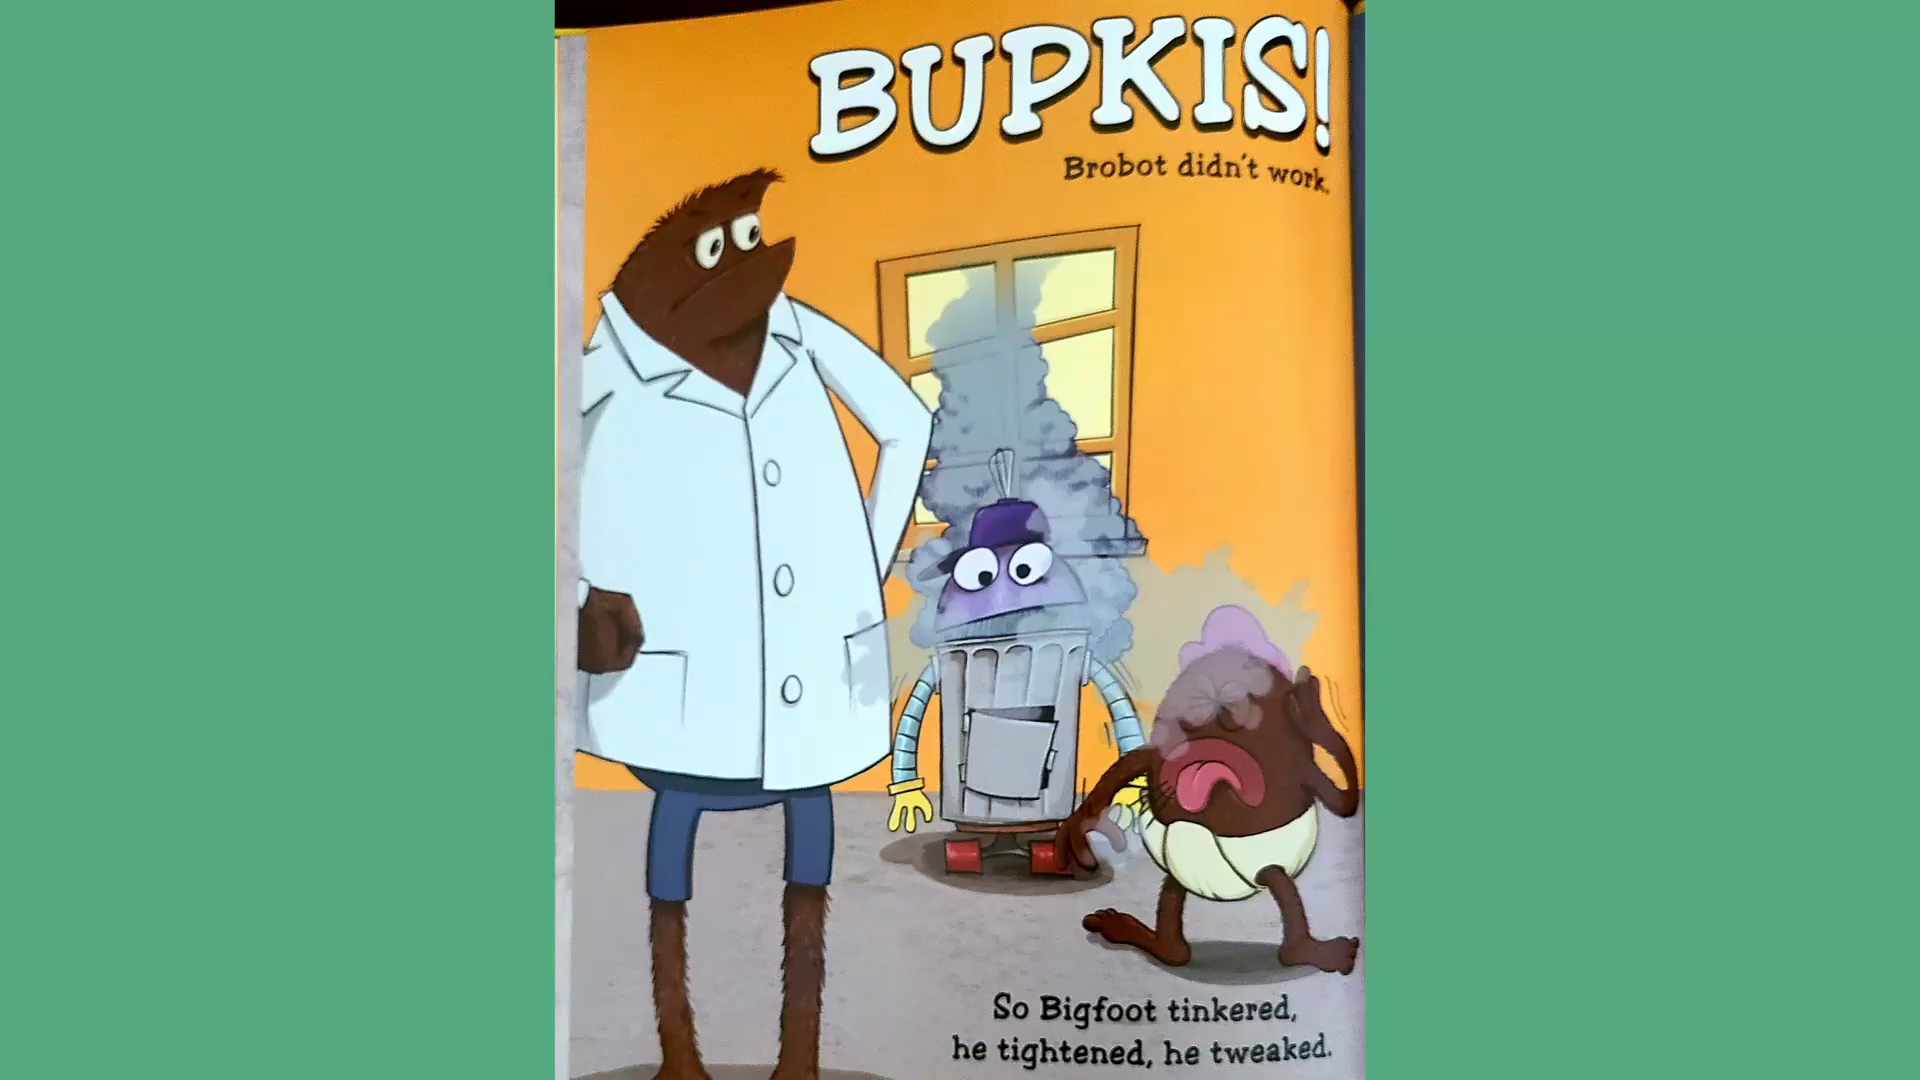 BUPKIS!
Brobot didn't work.
So Bigfoot tinkered,
he tightened, he tweaked.